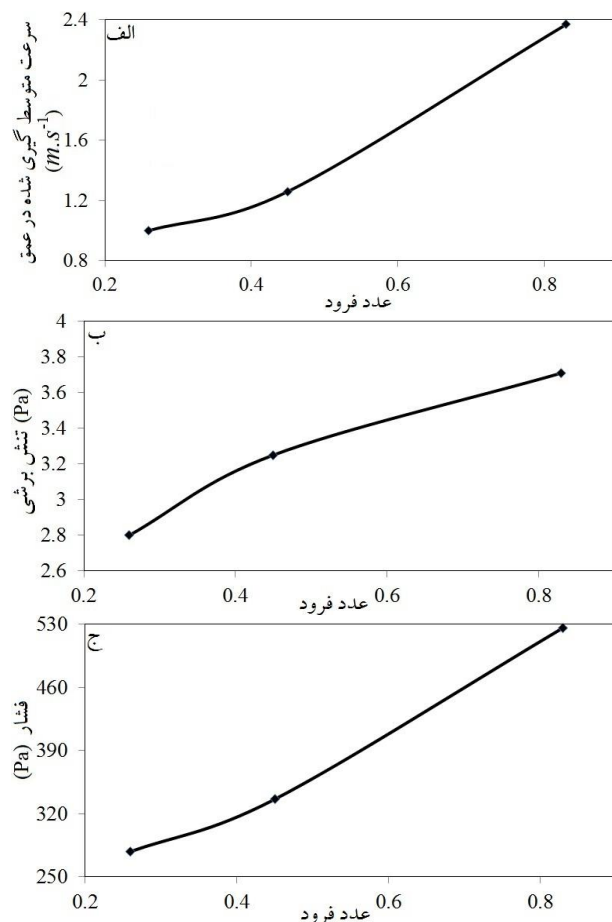 الف
سرعت متوسط گیری شده در عمق
(m.s⁻¹)
2.4
2
1.6
1.2
0.8
0.2 0.4 0.6 0.8
عدد فرود
ب
تنش برشی (Pa)
4
3.8
3.6
3.4
3.2
3
2.8
2.6
0.2 0.4 0.6 0.8
عدد فرود
ج
فشار (Pa)
530
460
390
320
250
0.2 0.4 0.6 0.8
عدد فرود